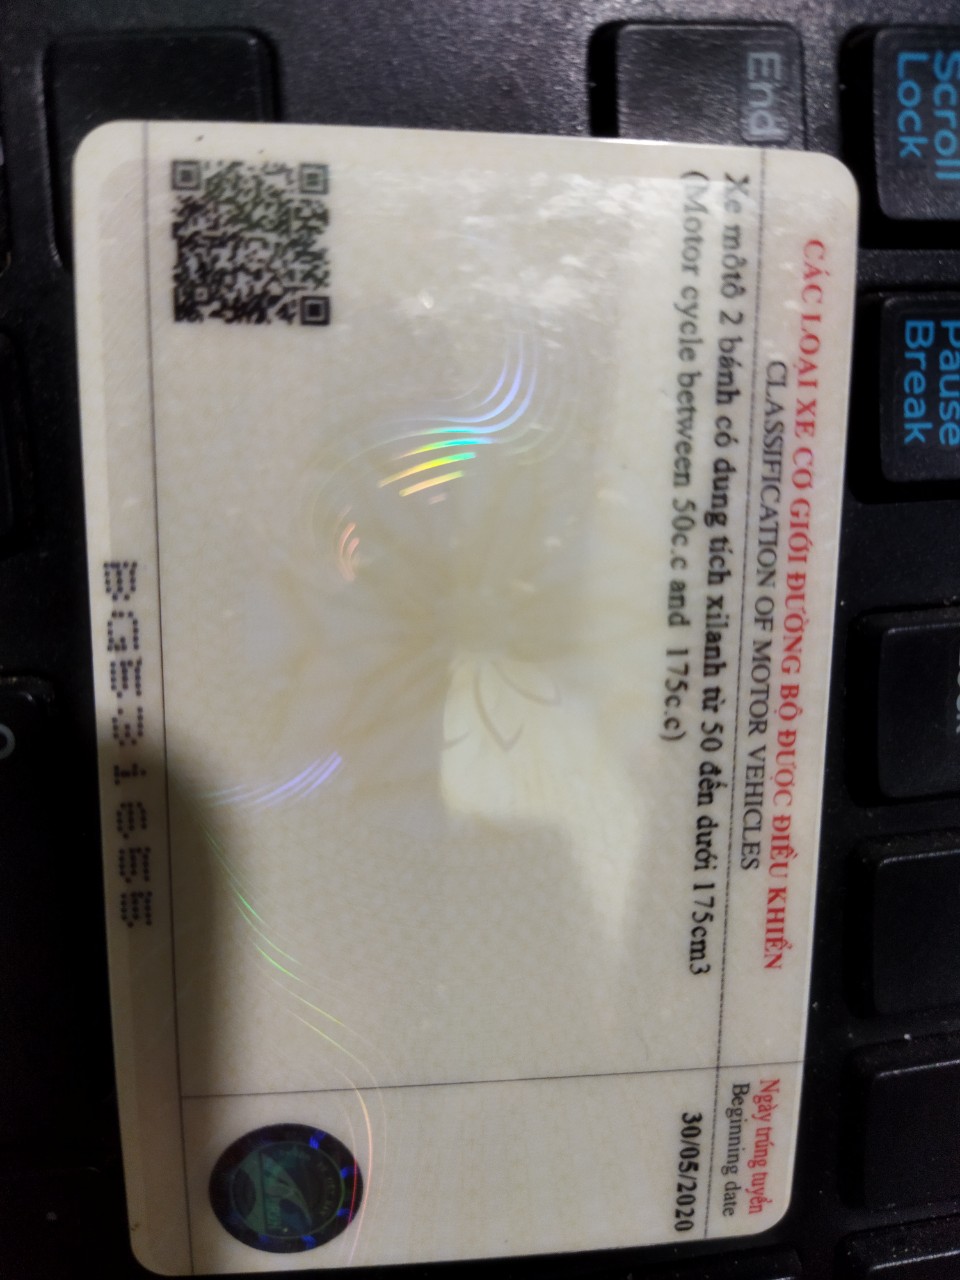 CÁC LOẠI XE CƠ GIỚI ĐƯỜNG BỘ ĐƯỢC ĐIỀU KHIỂN
CLASSIFICATION OF MOTOR VEHICLES
Ngày trúng tuyển
Beginning date
Xe môtô 2 bánh có dung tích xilanh từ 50 đến dưới 175cm3
(Motor cycle between 50c.c and 175c.c)
30/05/2020
End
Scroll
Lock
Pause
Break